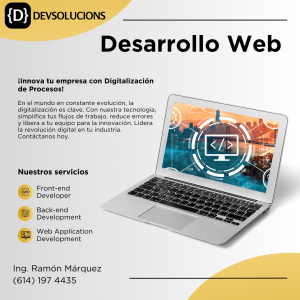 {D} DEVSOLUCIONS
Desarrollo Web
¡Innova tu empresa con Digitalización
de Procesos!
En el mundo en constante evolución, la
digitalización es clave. Con nuestra tecnología,
simplifica tus flujos de trabajo, reduce errores
y libera a tu equipo para la innovación. Lidera
la revolución digital en tu industria.
Contáctanos hoy.
</>
Nuestros servicios
Front-end
Developer
Back-end
Development
Web Application
Development
Ing. Ramón Márquez
(614) 197 4435